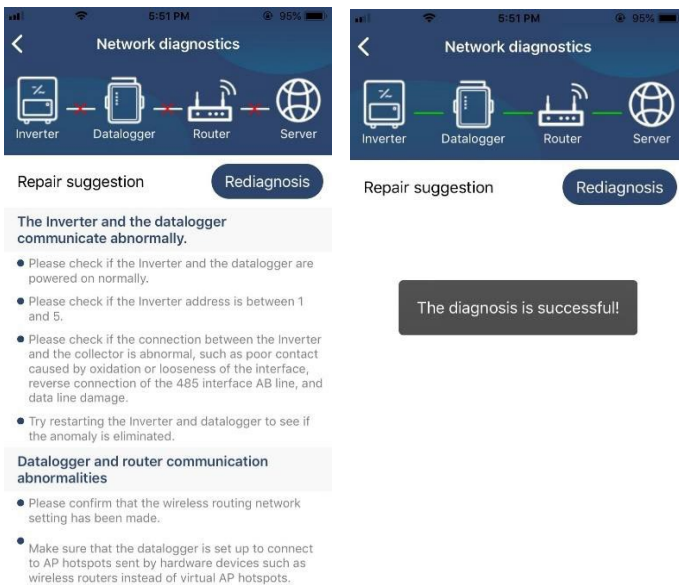 5:51 PM
95%
Network diagnostics
Inverter
Datalogger
Router
Server
Repair suggestion
Rediagnosis
The Inverter and the datalogger
communicate abnormally.
Please check if the Inverter and the datalogger are
powered on normally.
Please check if the Inverter address is between 1
and 5.
Please check if the connection between the Inverter
and the collector is abnormal, such as poor contact
caused by oxidation or looseness of the interface,
reverse connection of the 485 interface AB line, and
data line damage.
Try restarting the Inverter and datalogger to see if
the anomaly is eliminated.
Datalogger and router communication
abnormalities
Please confirm that the wireless routing network
setting has been made.
Make sure that the datalogger is set up to connect
to AP hotspots sent by hardware devices such as
wireless routers instead of virtual AP hotspots.
5:51 PM
95%
Network diagnostics
Inverter
Datalogger
Router
Server
Repair suggestion
Rediagnosis
The diagnosis is successful!